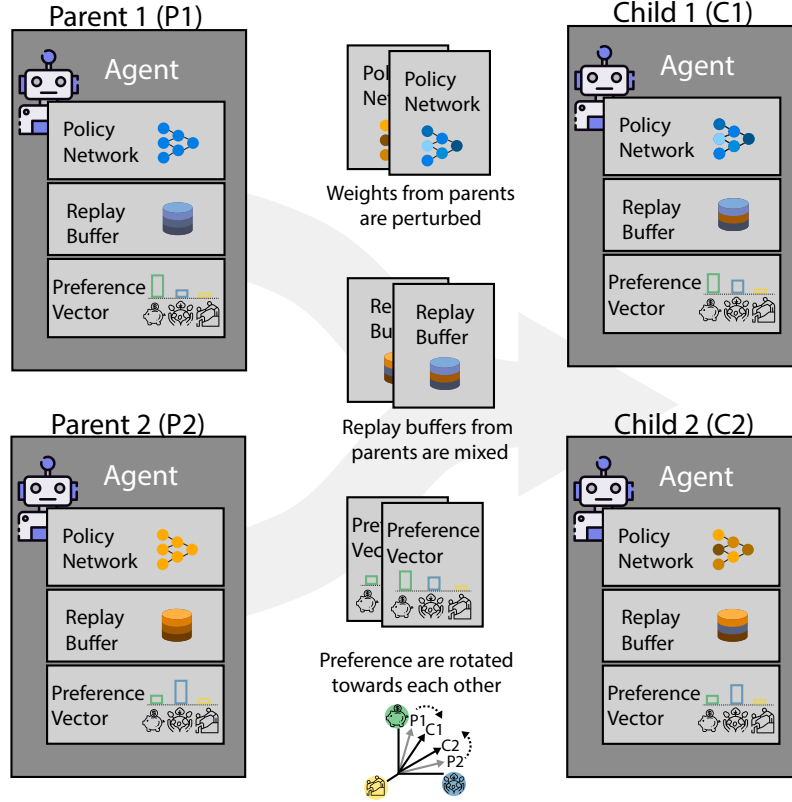 Parent 1 (P1)
Agent
Policy
Network
Replay
Buffer
Preference
Vector
Parent 2 (P2)
Agent
Policy
Network
Replay
Buffer
Preference
Vector
Policy
Network
Weights from parents
are perturbed
Replay
Buffer
Replay buffers from
parents are mixed
Preference
Vector
Preference are rotated
towards each other
P1
C1
C2
P2
Child 1 (C1)
Agent
Policy
Network
Replay
Buffer
Preference
Vector
Child 2 (C2)
Agent
Policy
Network
Replay
Buffer
Preference
Vector